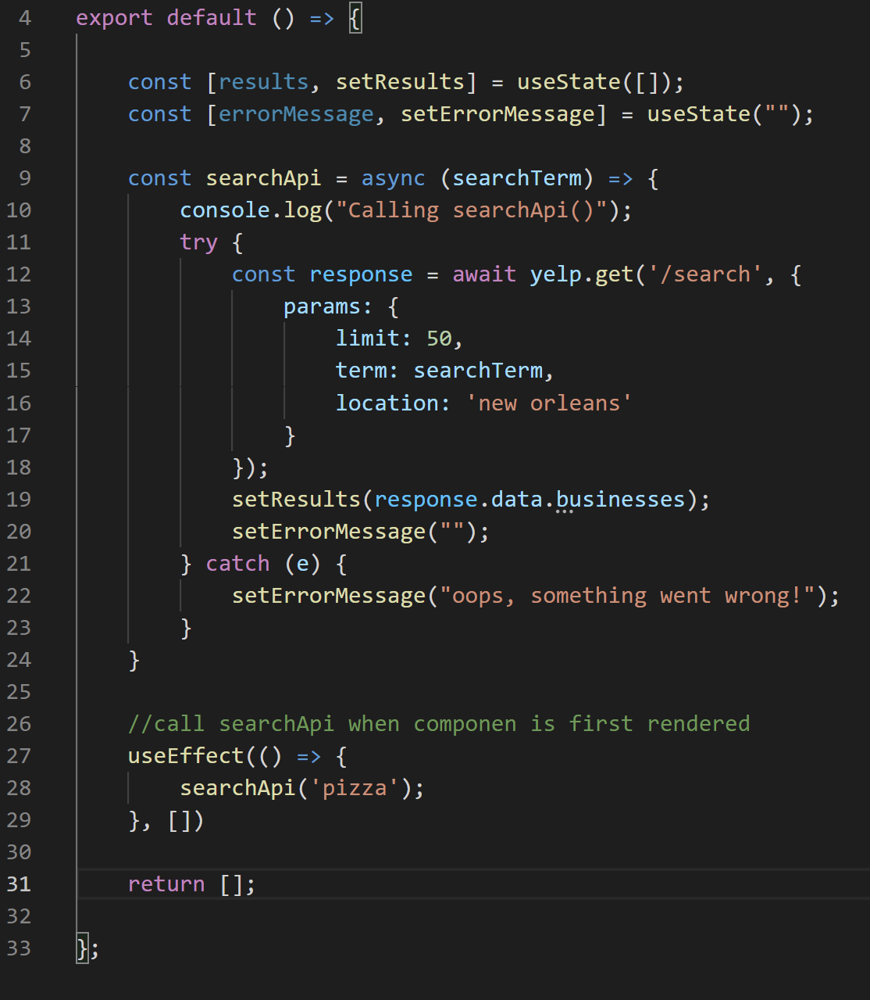 4 export default () => {
5
6 const [results, setResults] = useState([]);
7 const [errorMessage, setErrorMessage] = useState("");
8
9 const searchApi = async (searchTerm) => {
10 console.log("Calling searchApi()");
11 try {
12 const response = await yelp.get('/search', {
13 params: {
14 limit: 50,
15 term: searchTerm,
16 location: 'new orleans'
17 }
18 });
19 setResults(response.data.businesses);
20 setErrorMessage("");
21 } catch (e) {
22 setErrorMessage("oops, something went wrong!");
23 }
24 }
25
26 //call searchApi when componen is first rendered
27 useEffect(() => {
28 searchApi('pizza');
29 }, [])
30
31 return [];
32
33 };